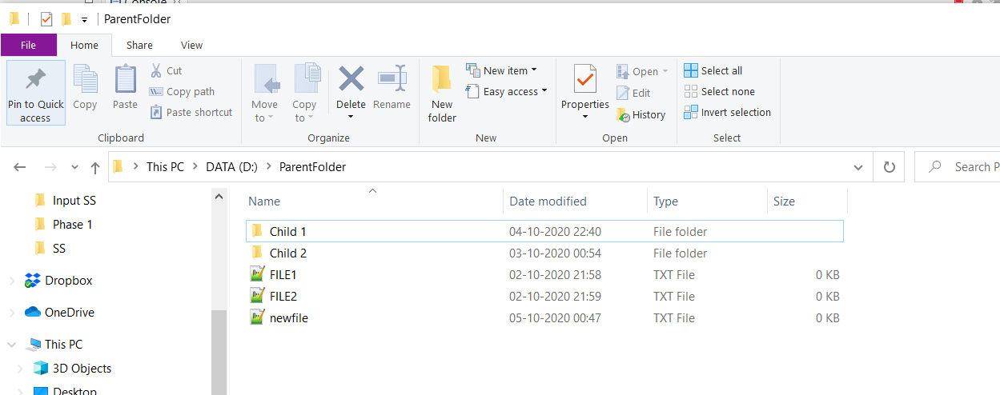 Console
ParentFolder
File Home Share View
Pin to Quick access
Copy
Paste
Cut
Copy path
Paste shortcut
Clipboard
Move to
Copy to
Delete
Rename
Organize
New folder
New item
Easy access
New
Properties
Open
Edit
History
Open
Select all
Select none
Invert selection
Select
This PC > DATA (D:) > ParentFolder
Search P
Input SS
Phase 1
SS
Dropbox
OneDrive
This PC
3D Objects
Desktop
Name Date modified Type Size
Child 1 04-10-2020 22:40 File folder
Child 2 03-10-2020 00:54 File folder
FILE1 02-10-2020 21:58 TXT File 0 KB
FILE2 02-10-2020 21:59 TXT File 0 KB
newfile 05-10-2020 00:47 TXT File 0 KB